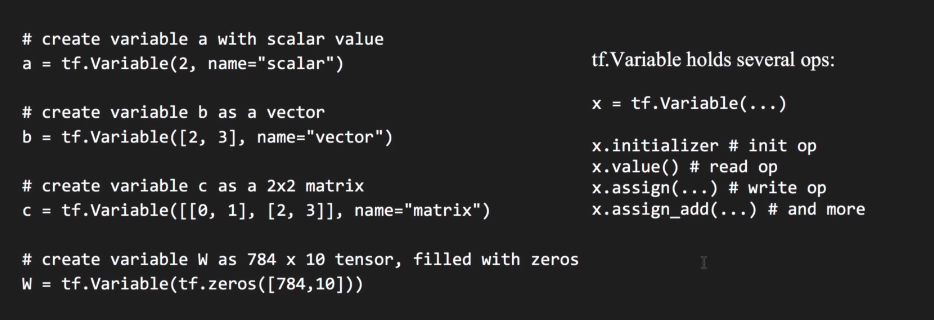 # create variable a with scalar value
a = tf.Variable(2, name="scalar")
# create variable b as a vector
b = tf.Variable([2, 3], name="vector")
# create variable c as a 2x2 matrix
c = tf.Variable([[0, 1], [2, 3]], name="matrix")
# create variable W as 784 x 10 tensor, filled with zeros
W = tf.Variable(tf.zeros([784,10]))
tf.Variable holds several ops:
x = tf.Variable(...)
x.initializer # init op
x.value() # read op
x.assign(...) # write op
x.assign_add(...) # and more